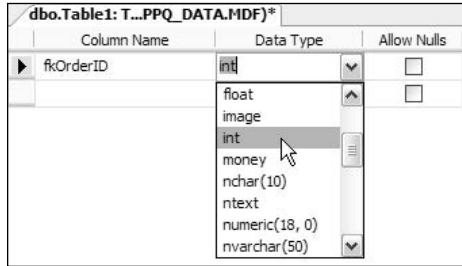 dbo.Table1: T...PPQ_DATA.MDF)*
Column Name Data Type Allow Nulls
fkOrderID int
float
image
int
money
nchar(10)
ntext
numeric(18, 0)
nvarchar(50)